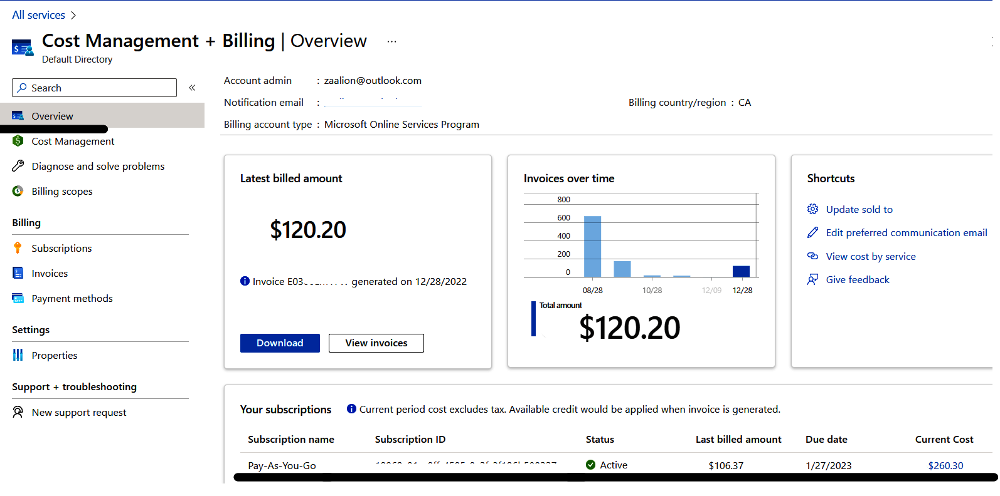 All services >
Cost Management + Billing | Overview ...
Default Directory
Search «
Overview
Cost Management
Diagnose and solve problems
Billing scopes
Billing
Subscriptions
Invoices
Payment methods
Settings
Properties
Support + troubleshooting
New support request
Account admin : zaalion@outlook.com
Notification email :
Billing country/region : CA
Billing account type : Microsoft Online Services Program
Latest billed amount
$120.20
Invoice E03 generated on 12/28/2022
Download View invoices
Invoices over time
800
600
400
200
0
08/28 10/28 12/09 12/28
Total amount
$120.20
Shortcuts
Update sold to
Edit preferred communication email
View cost by service
Give feedback
Your subscriptions Current period cost excludes tax. Available credit would be applied when invoice is generated.
Subscription name Subscription ID Status Last billed amount Due date Current Cost
Pay-As-You-Go Active $106.37 1/27/2023 $260.30